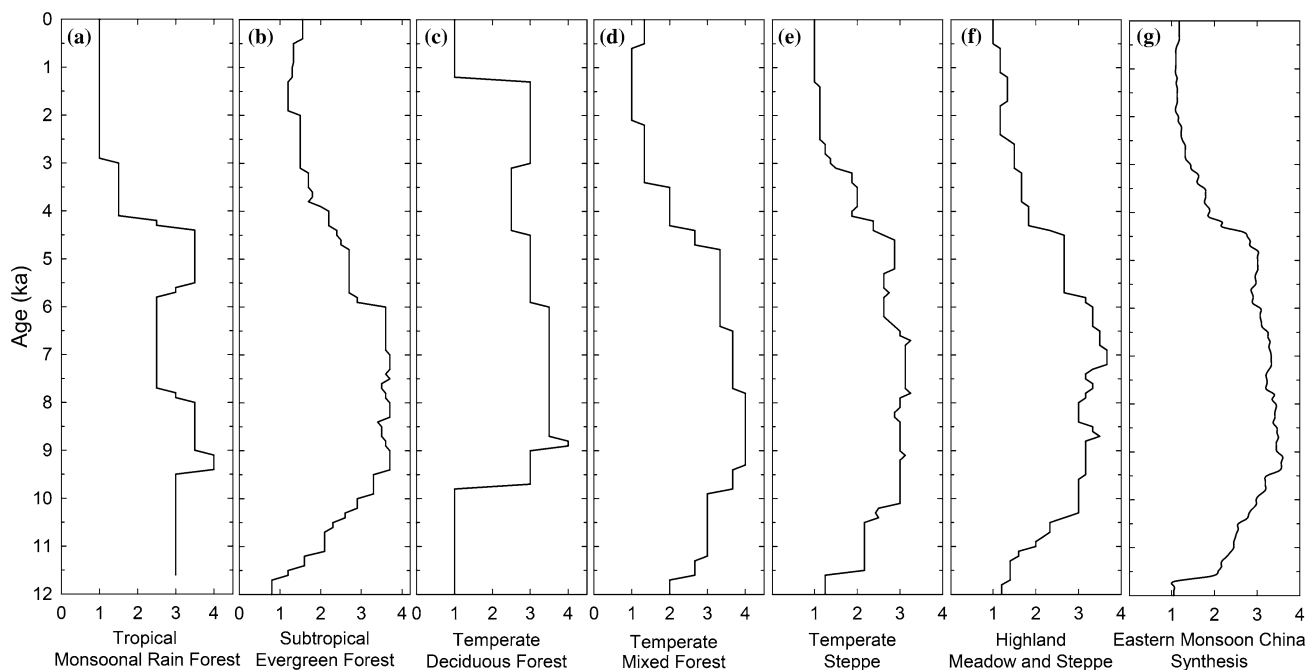 (a) (b) (c) (d) (e) (f) (g)
Age (ka)
0
1
2
3
4
5
6
7
8
9
10
11
12
0 1 2 3 4 0 1 2 3 4 0 1 2 3 4 0 1 2 3 4 0 1 2 3 4 0 1 2 3 4 0 1 2 3 4
Tropical
Monsoonal Rain Forest
Subtropical
Evergreen Forest
Temperate
Deciduous Forest
Temperate
Mixed Forest
Temperate
Steppe
Highland
Meadow and Steppe
Eastern Monsoon China
Synthesis